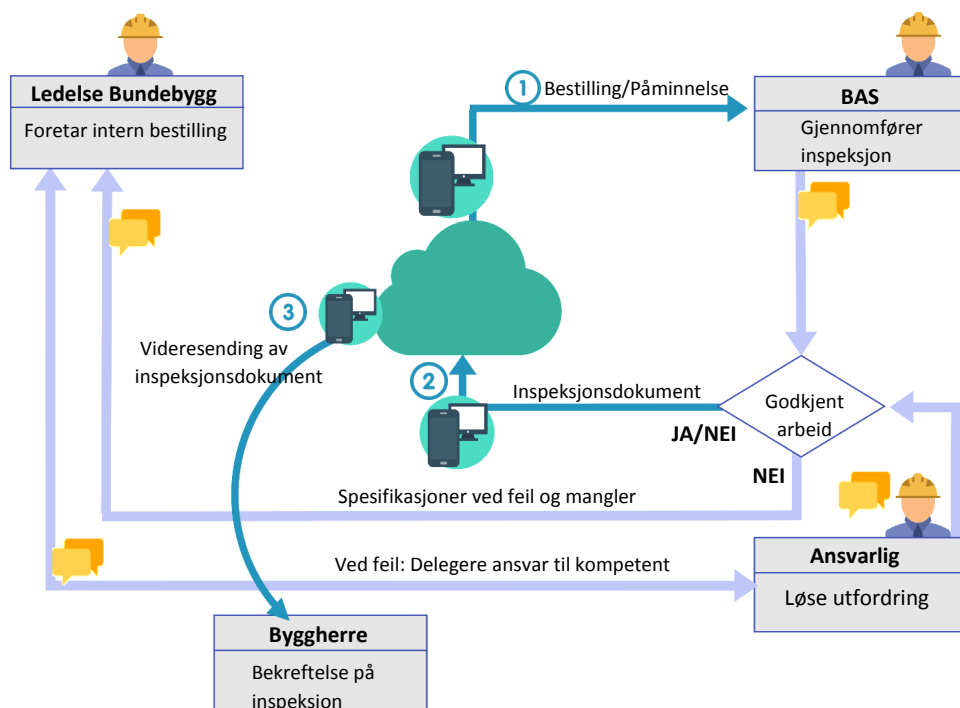 Ledelse Bundebygg
Foretar intern bestilling
1
Bestilling/Påminnelse
BAS
Gjennomfører
inspeksjon
3
Videresending av
inspeksjonsdokument
2
Inspeksjonsdokument
JA/NEI
Godkjent
arbeid
NEI
Spesifikasjoner ved feil og mangler
Ved feil: Delegere ansvar til kompetent
Ansvarlig
Løse utfordring
Byggherre
Bekreftelse på
inspeksjon